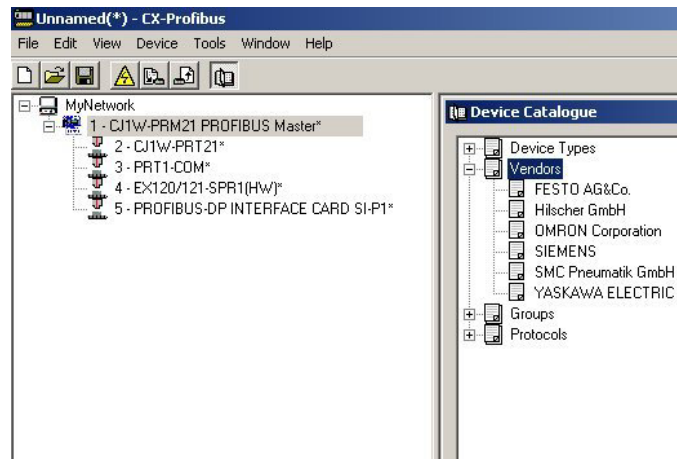 Unnamed(*) - CX-Profibus
File Edit View Device Tools Window Help
MyNetwork
1 - CJ1W-PRM21 PROFIBUS Master*
2 - CJ1W-PRT21*
3 - PRT1-COM*
4 - EX120/121-SPR1(HW)*
5 - PROFIBUS-DP INTERFACE CARD SI-P1*
Device Catalogue
Device Types
Vendors
FESTO AG&Co.
Hilscher GmbH
OMRON Corporation
SIEMENS
SMC Pneumatik GmbH
YASKAWA ELECTRIC
Groups
Protocols